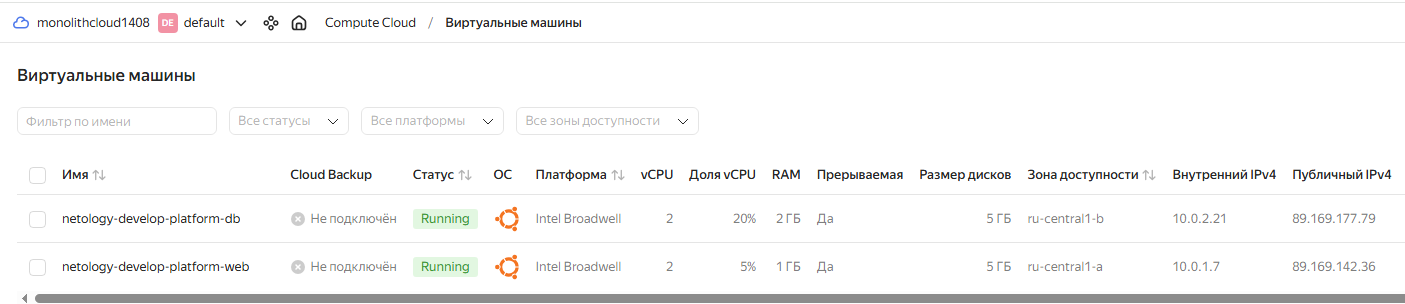 monolithcloud1408 DE default Compute Cloud / Виртуальные машины
Виртуальные машины
Фильтр по имени Все статусы Все платформы Все зоны доступности
Имя Cloud Backup Статус ОС Платформа vCPU Доля vCPU RAM Прерываемая Размер дисков Зона доступности Внутренний IPv4 Публичный IPv4
netology-develop-platform-db Не подключён Running Intel Broadwell 2 20% 2 ГБ Да 5 ГБ ru-central1-b 10.0.2.21 89.169.177.79
netology-develop-platform-web Не подключён Running Intel Broadwell 2 5% 1 ГБ Да 5 ГБ ru-central1-a 10.0.1.7 89.169.142.36